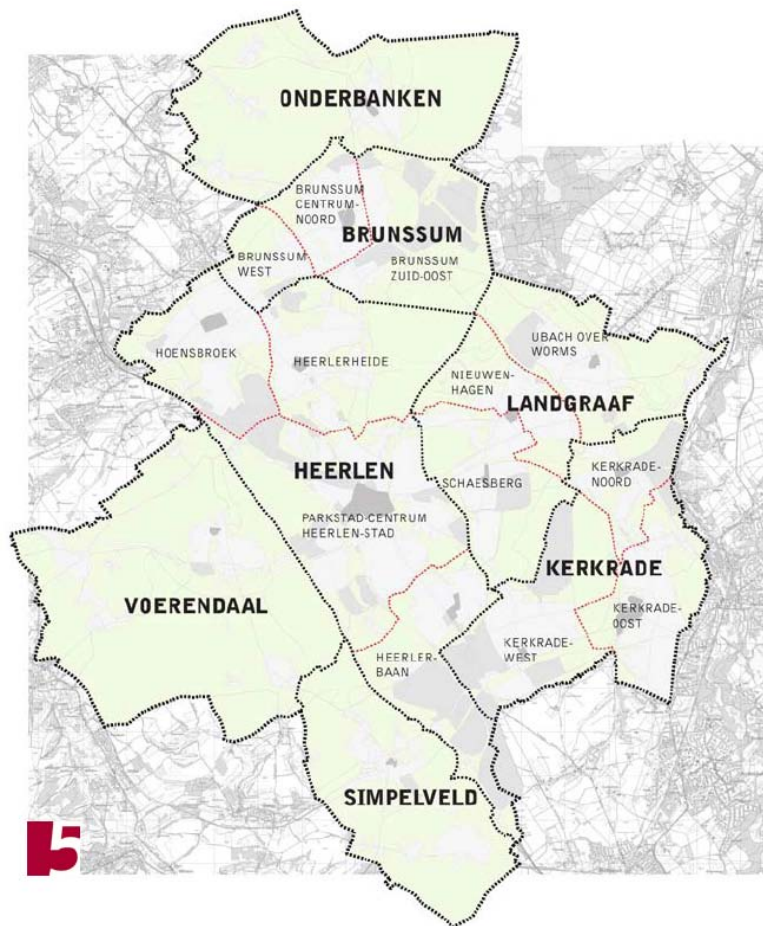 ONDERBANKEN
BRUNSSUM
CENTRUM-
NOORD
BRUNSSUM
BRUNSSUM
WEST
BRUNSSUM
ZUID-OOST
HOENSBROEK
HEERLERHEIDE
UBACH OVER
WORMS
NIEUWEN-
HAGEN
LANDGRAAF
HEERLEN
SCHAESBERG
KERKRADE-
NOORD
PARKSTAD-CENTRUM
HEERLEN-STAD
KERKRADE
VOERENDAAL
KERKRADE-
OOST
KERKRADE-
WEST
HEERLER-
BAAN
SIMPELVELD
5